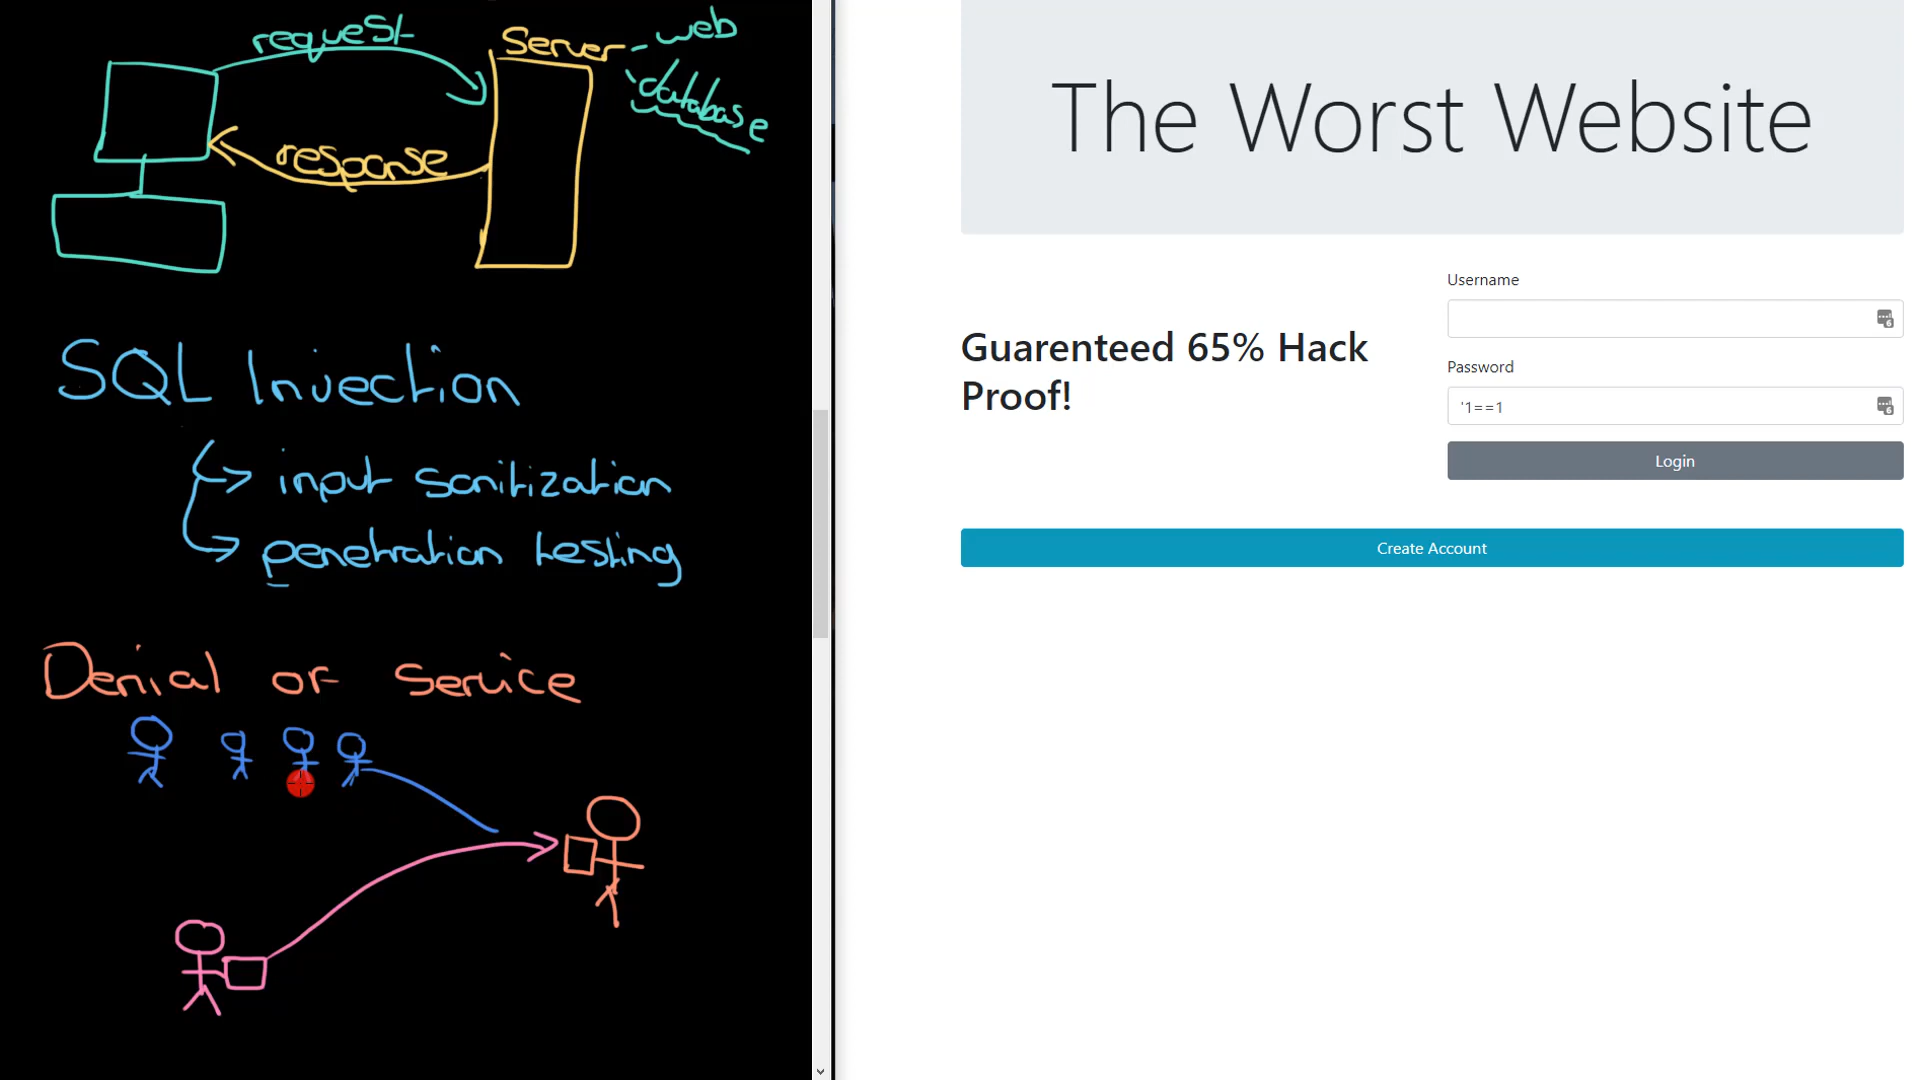 request
Server - web
- database
response
SQL Injection
input sanitization
penetration testing
Denial of Service
The Worst Website
Guarenteed 65% Hack
Proof!
Username
Password
'1==1
Login
Create Account